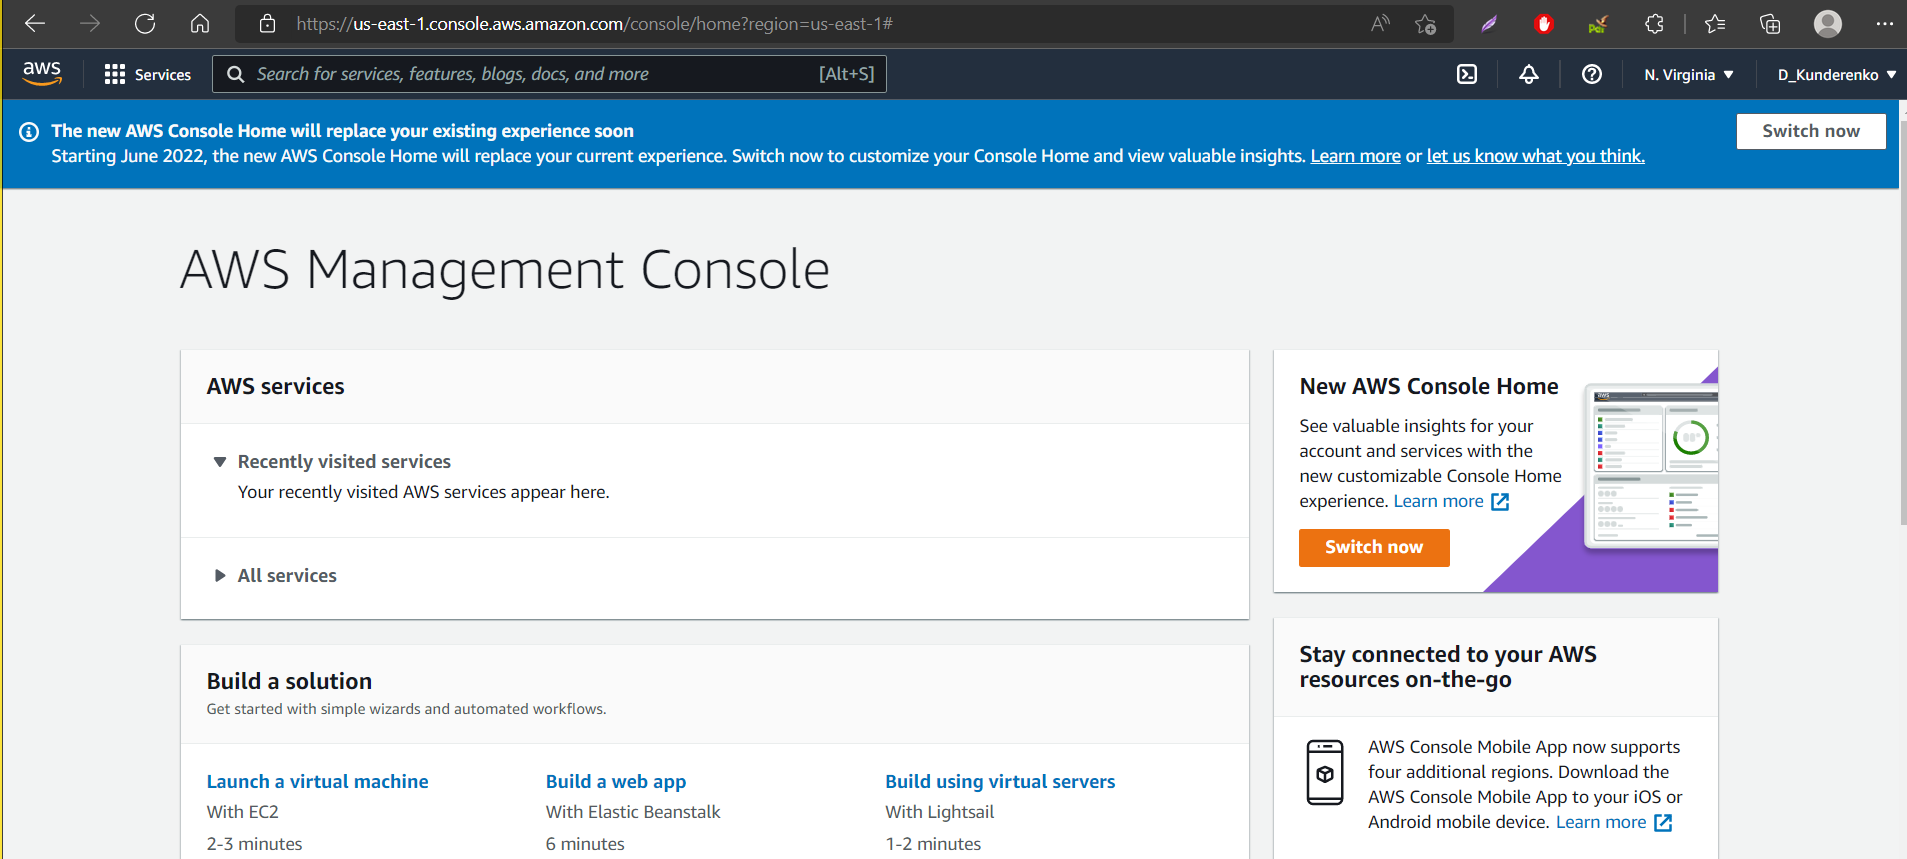 https://us-east-1.console.aws.amazon.com/console/home?region=us-east-1#
aws
Services
Search for services, features, blogs, docs, and more
[Alt+S]
N. Virginia
D_Kunderenko
The new AWS Console Home will replace your existing experience soon
Starting June 2022, the new AWS Console Home will replace your current experience. Switch now to customize your Console Home and view valuable insights. Learn more or let us know what you think.
Switch now
AWS Management Console
AWS services
Recently visited services
Your recently visited AWS services appear here.
All services
Build a solution
Get started with simple wizards and automated workflows.
Launch a virtual machine
With EC2
2-3 minutes
Build a web app
With Elastic Beanstalk
6 minutes
Build using virtual servers
With Lightsail
1-2 minutes
New AWS Console Home
See valuable insights for your
account and services with the
new customizable Console Home
experience. Learn more
Switch now
aws
Stay connected to your AWS
resources on-the-go
AWS Console Mobile App now supports
four additional regions. Download the
AWS Console Mobile App to your iOS or
Android mobile device. Learn more